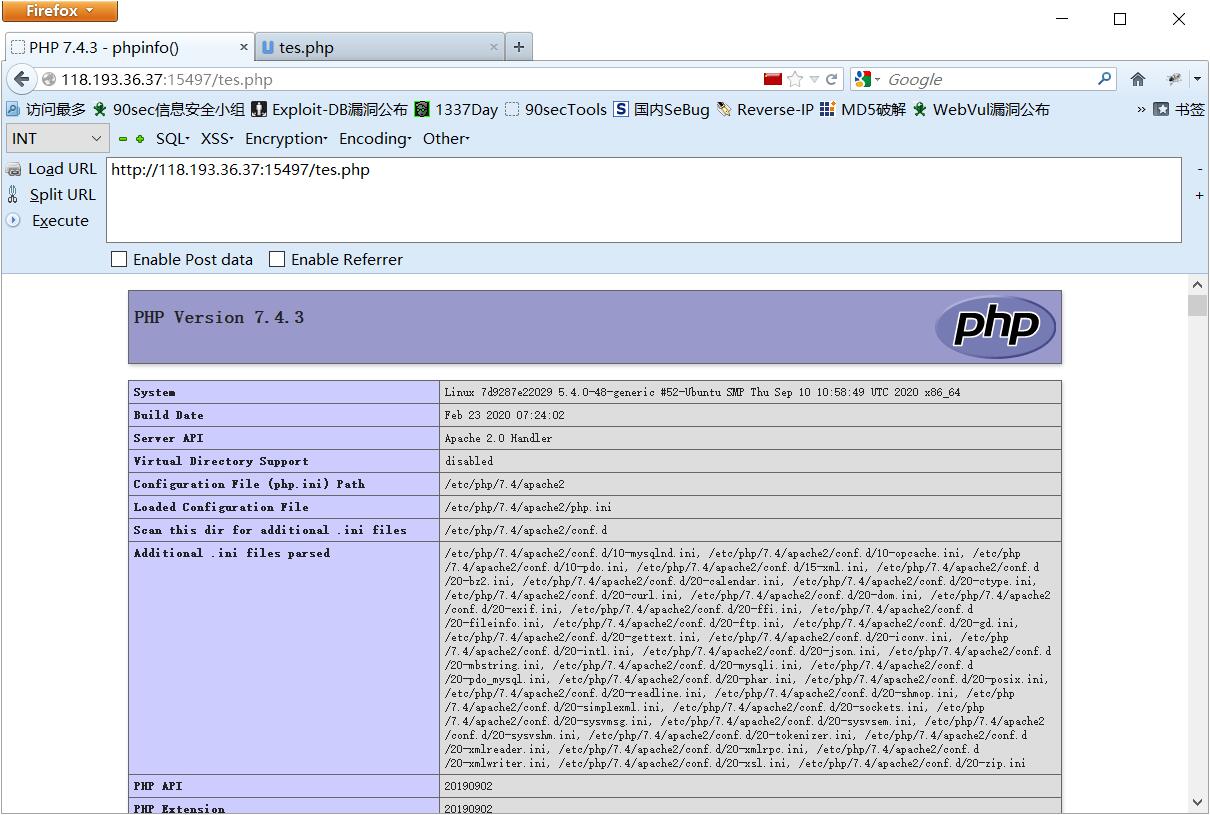 Firefox
PHP 7.4.3 - phpinfo()
tes.php
118.193.36.37:15497/tes.php
Google
访问最多 90sec信息安全小组 Exploit-DB漏洞公布 1337Day 90secTools 国内SeBug Reverse-IP MD5破解 WebVul漏洞公布 » 书签
INT SQL XSS Encryption Encoding Other
Load URL http://118.193.36.37:15497/tes.php
Split URL
Execute
Enable Post data Enable Referrer
PHP Version 7.4.3
php
System Linux 7d9287e22029 5.4.0-48-generic #52-Ubuntu SMP Thu Sep 10 10:58:49 UTC 2020 x86_64
Build Date Feb 23 2020 07:24:02
Server API Apache 2.0 Handler
Virtual Directory Support disabled
Configuration File (php.ini) Path /etc/php/7.4/apache2
Loaded Configuration File /etc/php/7.4/apache2/php.ini
Scan this dir for additional .ini files /etc/php/7.4/apache2/conf.d
Additional .ini files parsed /etc/php/7.4/apache2/conf.d/10-mysqlnd.ini, /etc/php/7.4/apache2/conf.d/10-opcache.ini, /etc/php
/7.4/apache2/conf.d/10-pdo.ini, /etc/php/7.4/apache2/conf.d/15-xml.ini, /etc/php/7.4/apache2/conf.d
/20-bz2.ini, /etc/php/7.4/apache2/conf.d/20-calendar.ini, /etc/php/7.4/apache2/conf.d/20-ctype.ini,
/etc/php/7.4/apache2/conf.d/20-curl.ini, /etc/php/7.4/apache2/conf.d/20-dom.ini, /etc/php/7.4/apache2
/conf.d/20-exif.ini, /etc/php/7.4/apache2/conf.d/20-ffi.ini, /etc/php/7.4/apache2/conf.d
/20-fileinfo.ini, /etc/php/7.4/apache2/conf.d/20-ftp.ini, /etc/php/7.4/apache2/conf.d/20-gd.ini,
/etc/php/7.4/apache2/conf.d/20-gettext.ini, /etc/php/7.4/apache2/conf.d/20-iconv.ini, /etc/php
/7.4/apache2/conf.d/20-intl.ini, /etc/php/7.4/apache2/conf.d/20-json.ini, /etc/php/7.4/apache2/conf.d
/20-mbstring.ini, /etc/php/7.4/apache2/conf.d/20-mysqli.ini, /etc/php/7.4/apache2/conf.d
/20-pdo_mysql.ini, /etc/php/7.4/apache2/conf.d/20-phar.ini, /etc/php/7.4/apache2/conf.d/20-posix.ini,
/etc/php/7.4/apache2/conf.d/20-readline.ini, /etc/php/7.4/apache2/conf.d/20-shmop.ini, /etc/php
/7.4/apache2/conf.d/20-simplexml.ini, /etc/php/7.4/apache2/conf.d/20-sockets.ini, /etc/php
/7.4/apache2/conf.d/20-sysvmsg.ini, /etc/php/7.4/apache2/conf.d/20-sysvsem.ini, /etc/php/7.4/apache2
/conf.d/20-sysvshm.ini, /etc/php/7.4/apache2/conf.d/20-tokenizer.ini, /etc/php/7.4/apache2/conf.d
/20-xmlreader.ini, /etc/php/7.4/apache2/conf.d/20-xmlrpc.ini, /etc/php/7.4/apache2/conf.d
/20-xmlwriter.ini, /etc/php/7.4/apache2/conf.d/20-xsl.ini, /etc/php/7.4/apache2/conf.d/20-zip.ini
PHP API 20190902
PHP Extension 20190902